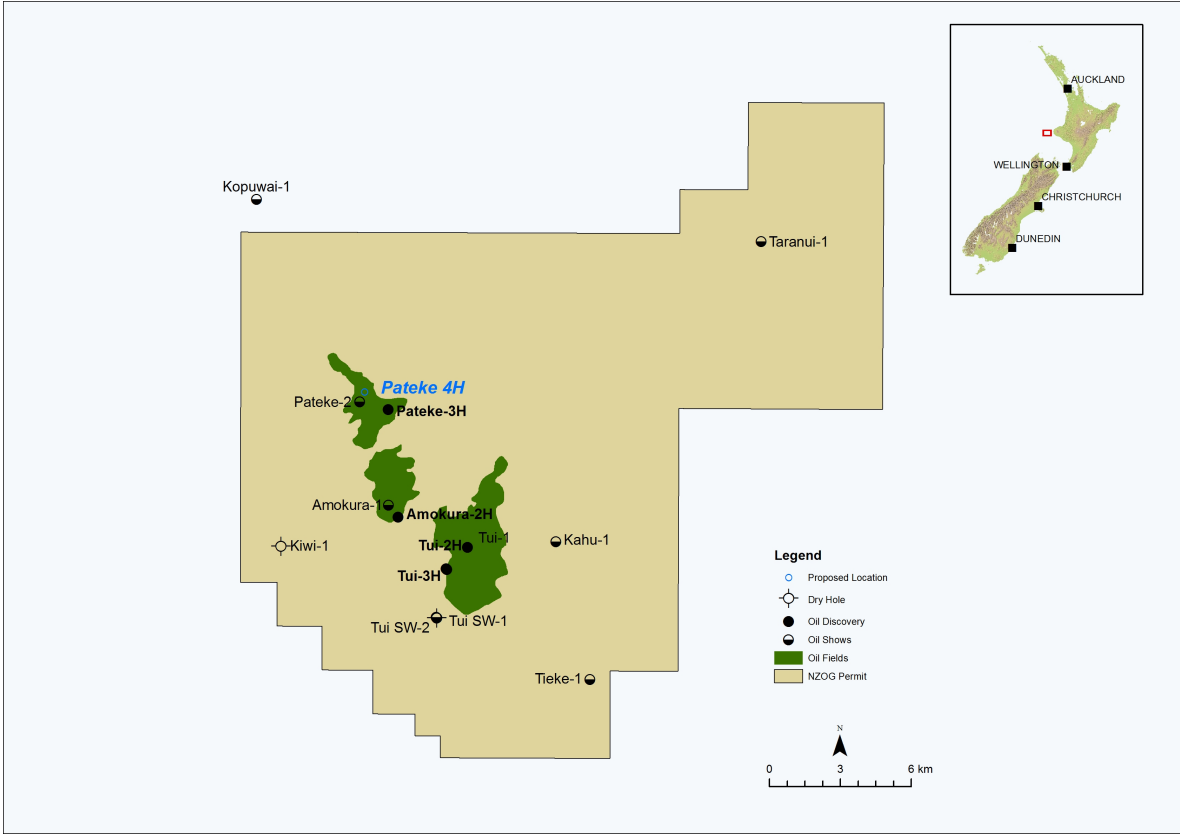 AUCKLAND
WELLINGTON
CHRISTCHURCH
DUNEDIN
Kopuwai-1
Taranui-1
Pateke 4H
Pateke-2
Pateke-3H
Amokura-1
Amokura-2H
Tui-1
Tui-2H
Kahu-1
Kiwi-1
Tui-3H
Tui SW-1
Tui SW-2
Tieke-1
Legend
Proposed Location
Dry Hole
Oil Discovery
Oil Shows
Oil Fields
NZOG Permit
N
0 3 6 km